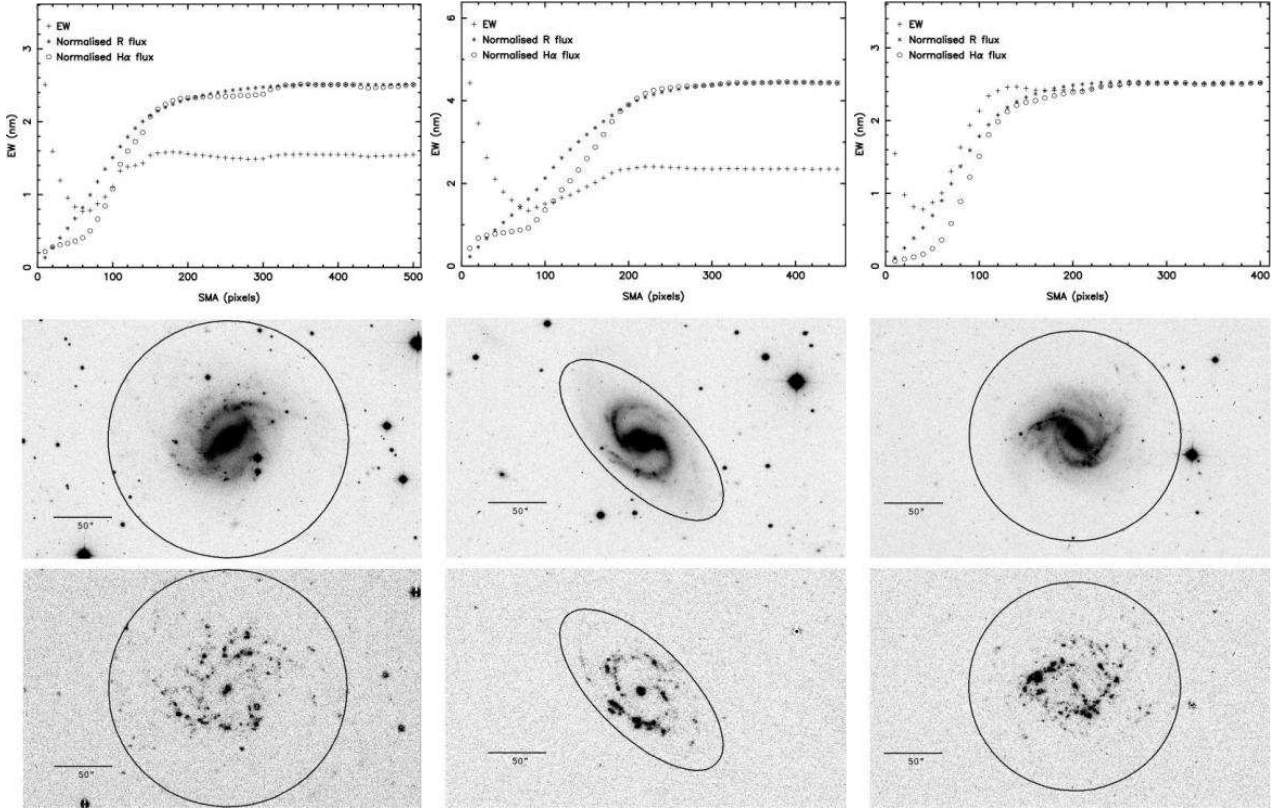 + EW
* Normalised R flux
○ Normalised Hα flux
EW (nm)
0
1
2
3
0
100
200
300
400
500
SMA (pixels)
+ EW
* Normalised R flux
○ Normalised Hα flux
EW (nm)
0
2
4
6
0
100
200
300
400
SMA (pixels)
+ EW
* Normalised R flux
○ Normalised Hα flux
EW (nm)
0
1
2
3
0
100
200
300
400
SMA (pixels)
50"
50"
50"
50"
50"
50"